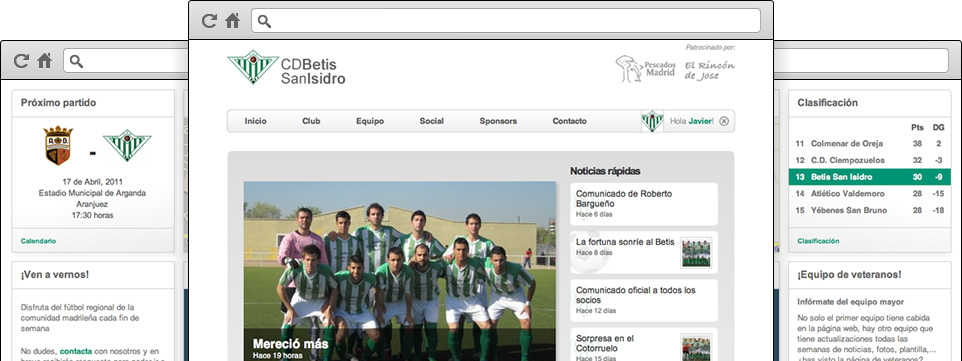 Próximo partido
-
17 de Abril, 2011
Estadio Municipal de Arganda
Aranjuez
17:30 horas
Calendario
¡Ven a vernos!
Disfruta del fútbol regional de la
comunidad madrileña cada fin de
semana
No dudes, contacta con nosotros y en
CDBetis
SanIsidro
Patrocinado por:
Pescados
Madrid
El Rincón
de Jose
Inicio
Club
Equipo
Social
Sponsors
Contacto
Hola Javier!
Mereció más
Hace 19 horas
Noticias rápidas
Comunicado de Roberto
Bargueño
Hace 6 días
La fortuna sonríe al Betis
Hace 8 días
Comunicado oficial a todos los
socios
Hace 12 días
Sorpresa en el
Cotorruelo
Hace 15 días
Clasificación
Pts DG
11 Colmenar de Oreja 38 2
12 C.D. Ciempozuelos 32 -3
13 Betis San Isidro 30 -9
14 Atlético Valdemoro 28 -15
15 Yébenes San Bruno 28 -18
Clasificación
¡Equipo de veteranos!
Infórmate del equipo mayor
No solo el primer equipo tiene cabida
en la página web, hay otro equipo que
tiene actualizaciones todas las
semanas de noticias, fotos, plantilla,...
¿has visto la página de veteranos?